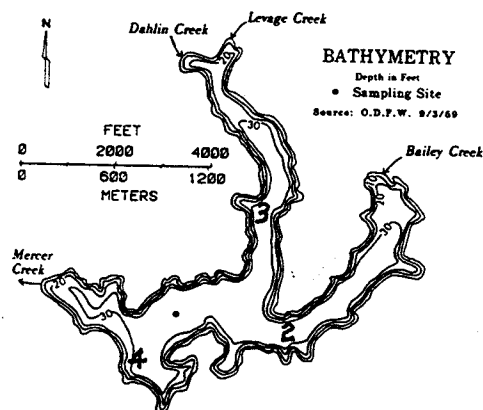 N
Dahlin Creek
Levage Creek
BATHYMETRY
Depth in Feet
• Sampling Site
Source: O.D.F.W. 9/3/69
FEET
0 2000 4000
0 600 1200
METERS
Bailey Creek
30
3
30
Mercer
Creek
20
30
2
4